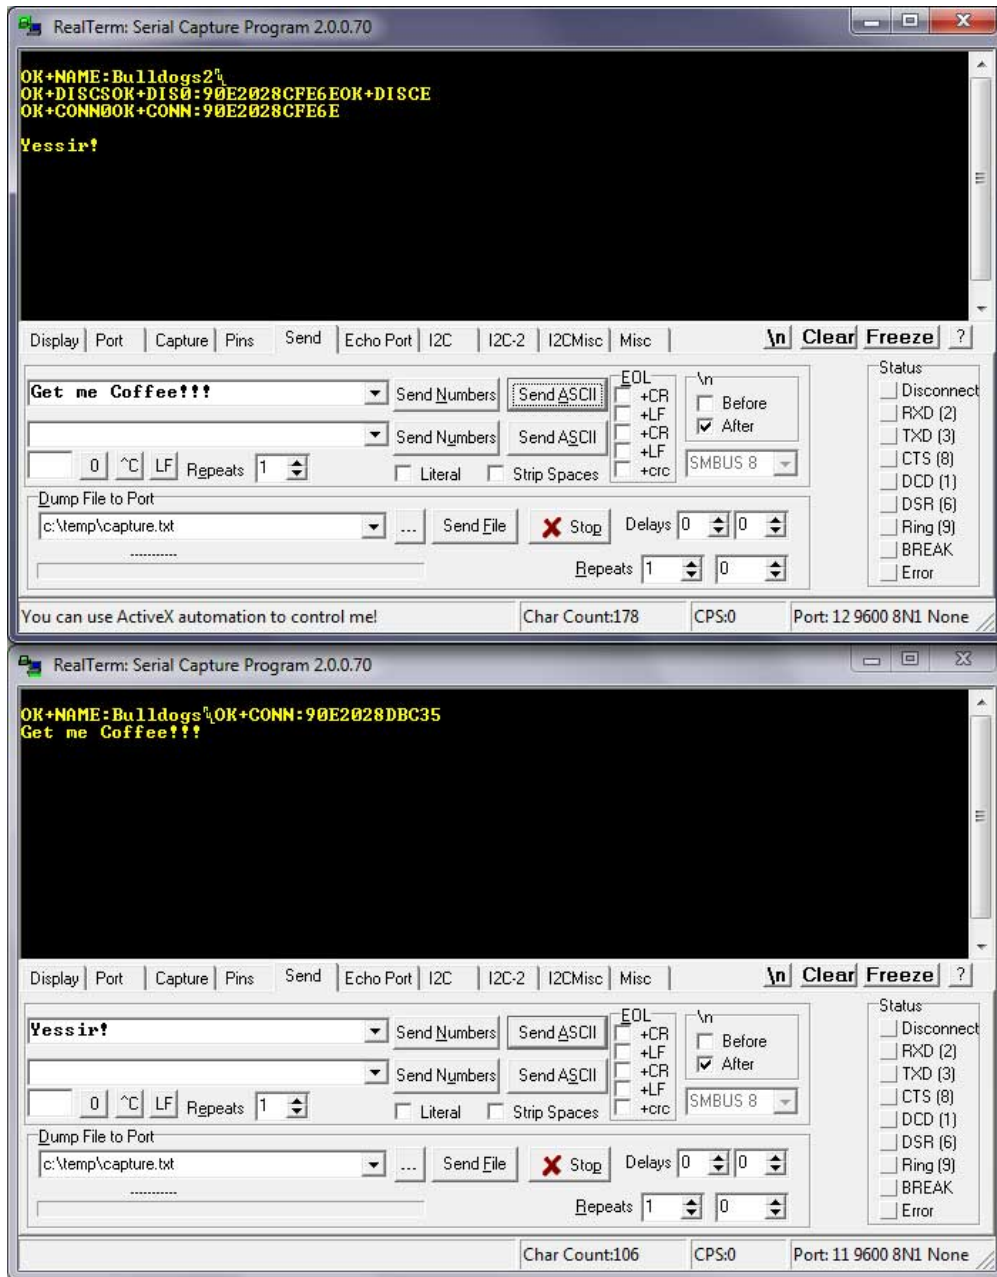 RealTerm: Serial Capture Program 2.0.0.70
OK+NAME:Bulldogs2
OK+DISCSOK+DIS0:90E2028CFE6EOK+DISCE
OK+CONN0OK+CONN:90E2028CFE6E
Yessir!
Display Port Capture Pins Send Echo Port I2C I2C-2 I2CMisc Misc \n Clear Freeze ?
Get me Coffee!!! Send Numbers Send ASCII
Send Numbers Send ASCII
0 ^C LF Repeats 1 Literal Strip Spaces
EOL
+CR
+LF
+CR
+LF
+crc
\n
Before
After
SMBUS 8
Dump File to Port
c:\temp\capture.txt ... Send File Stop Delays 0 0
-----------
Repeats 1 0
Status
Disconnect
RXD (2)
TXD (3)
CTS (8)
DCD (1)
DSR (6)
Ring (9)
BREAK
Error
You can use ActiveX automation to control me! Char Count:178 CPS:0 Port: 12 9600 8N1 None
RealTerm: Serial Capture Program 2.0.0.70
OK+NAME:Bulldogs OK+CONN:90E2028DBC35
Get me Coffee!!!
Display Port Capture Pins Send Echo Port I2C I2C-2 I2CMisc Misc \n Clear Freeze ?
Yessir! Send Numbers Send ASCII
Send Numbers Send ASCII
0 ^C LF Repeats 1 Literal Strip Spaces
EOL
+CR
+LF
+CR
+LF
+crc
\n
Before
After
SMBUS 8
Dump File to Port
c:\temp\capture.txt ... Send File Stop Delays 0 0
-----------
Repeats 1 0
Status
Disconnect
RXD (2)
TXD (3)
CTS (8)
DCD (1)
DSR (6)
Ring (9)
BREAK
Error
Char Count:106 CPS:0 Port: 11 9600 8N1 None